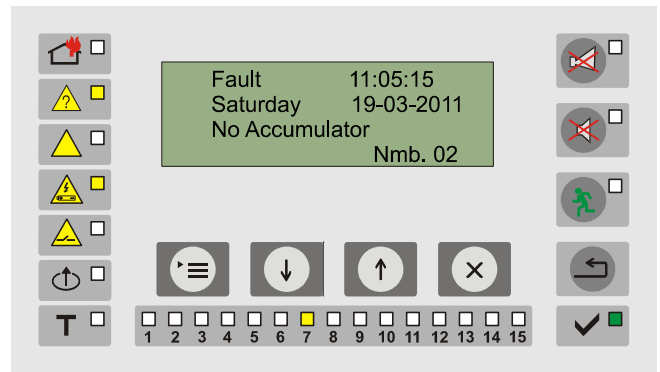 Fault 11:05:15
Saturday 19-03-2011
No Accumulator
Nmb. 02
?
T
1 2 3 4 5 6 7 8 9 10 11 12 13 14 15